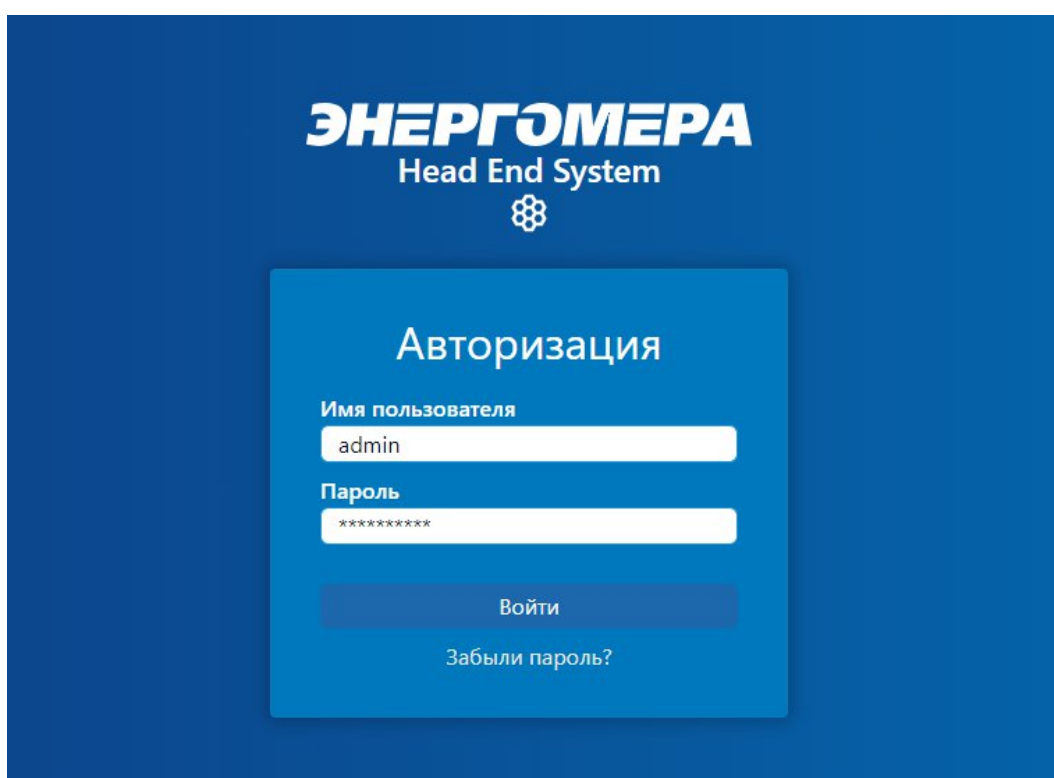 ЭНЕРГОМЕРА
Head End System
Авторизация
Имя пользователя
admin
Пароль
**********
Войти
Забыли пароль?